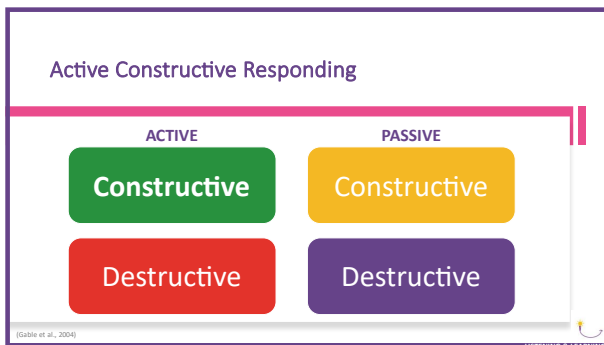 Active Constructive Responding
ACTIVE PASSIVE
Constructive Constructive
Destructive Destructive
(Gable et al., 2004)